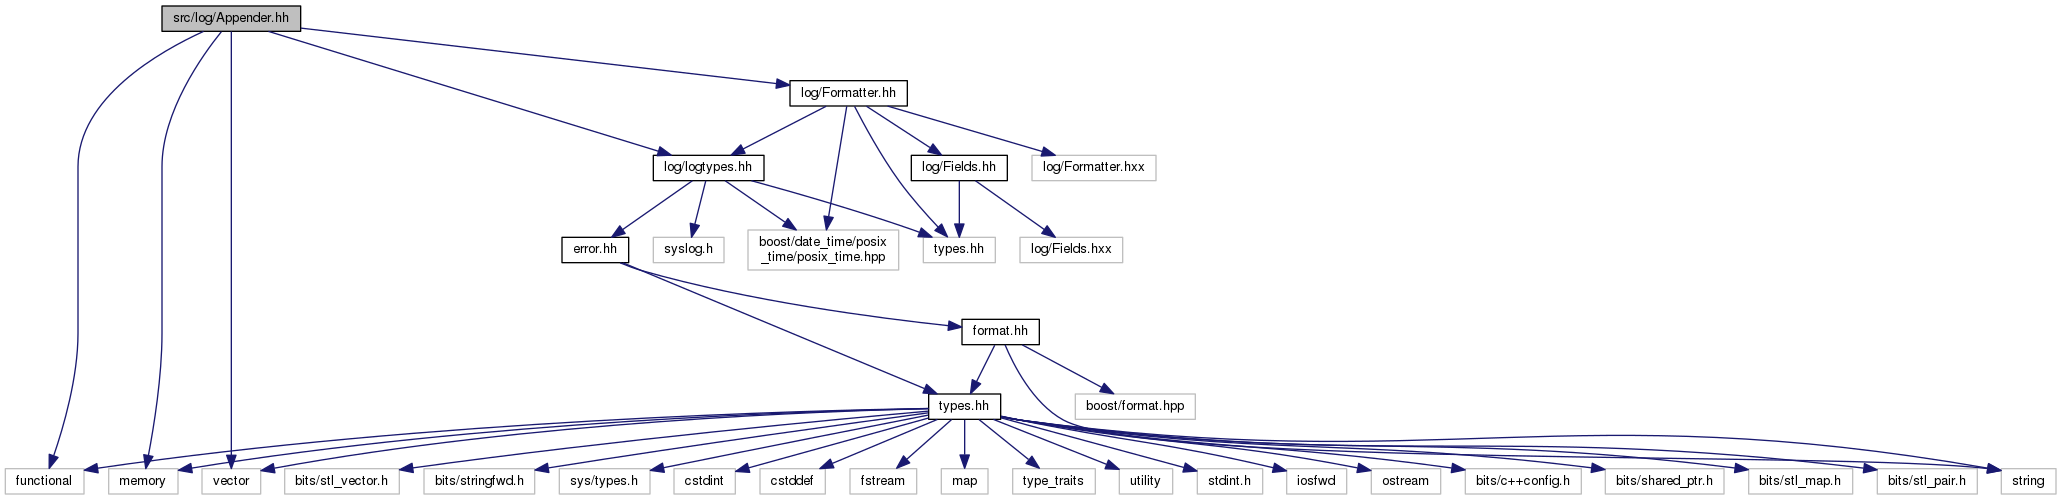 src/log/Appender.hh
log/Formatter.hh
log/logtypes.hh
log/Fields.hh
log/Formatter.hxx
error.hh
syslog.h
boost/date_time/posix
_time/posix_time.hpp
types.hh
log/Fields.hxx
format.hh
types.hh
boost/format.hpp
functional
memory
vector
bits/stl_vector.h
bits/stringfwd.h
sys/types.h
cstdint
cstddef
fstream
map
type_traits
utility
stdint.h
iosfwd
ostream
bits/c++config.h
bits/shared_ptr.h
bits/stl_map.h
bits/stl_pair.h
string